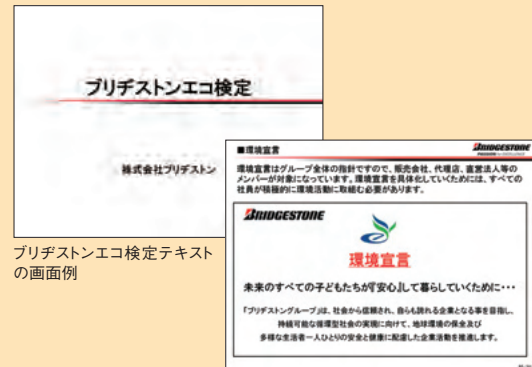 ブリヂストンエコ検定
株式会社ブリヂストン
ブリヂストンエコ検定テキスト
の画面例
■環境宣言
BRIDGESTONE
環境宣言はグループ全体の指針ですので、販売会社、代理店、直営法人等の
メンバーが対象になっています。環境宣言を具体化していくためには、すべての
社員が積極的に環境活動に取組む必要があります。
BRIDGESTONE
環境宣言
未来のすべての子どもたちが『安心』して暮らしていくために・・・
「ブリヂストングループ」は、社会から信頼され、自らも誇れる企業となる事を目指し、
持続可能な循環型社会の実現に向けて、地球環境の保全及び
多様な生活者一人ひとりの安全と健康に配慮した企業活動を推進します。